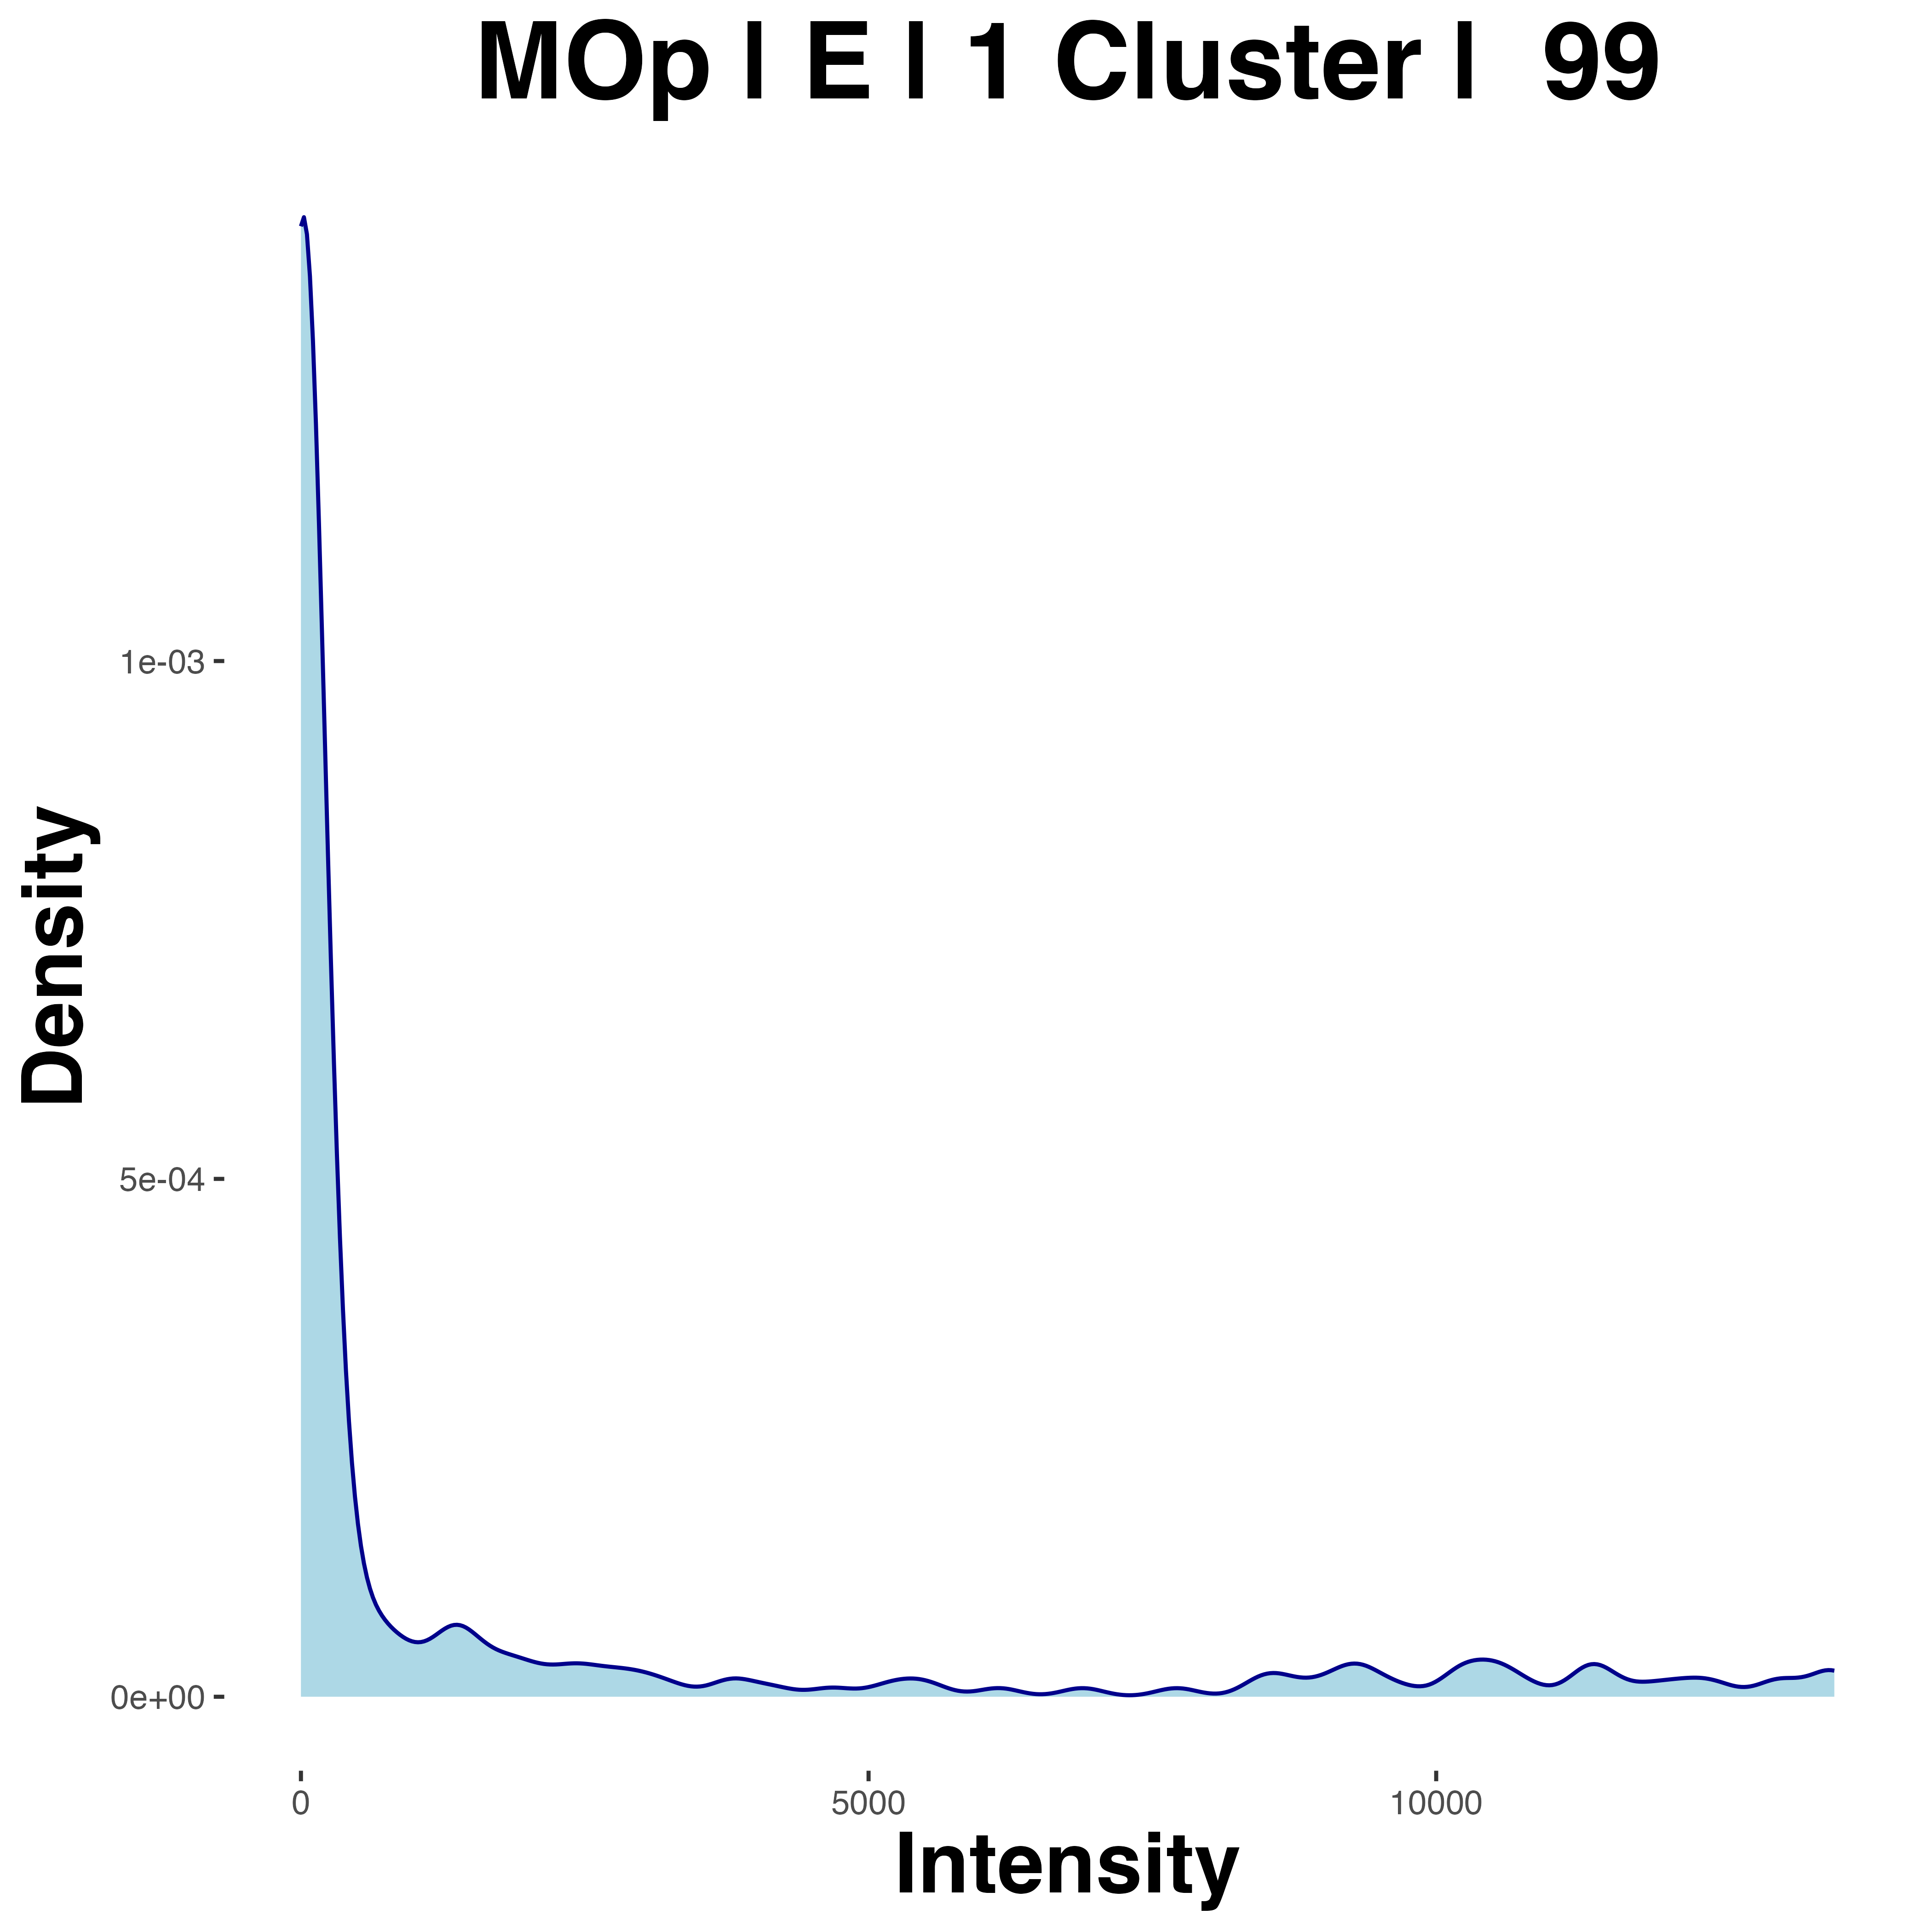 MOp | E | 1 Cluster |  99
Density
1e-03
5e-04
0e+00
0
5000
10000
Intensity